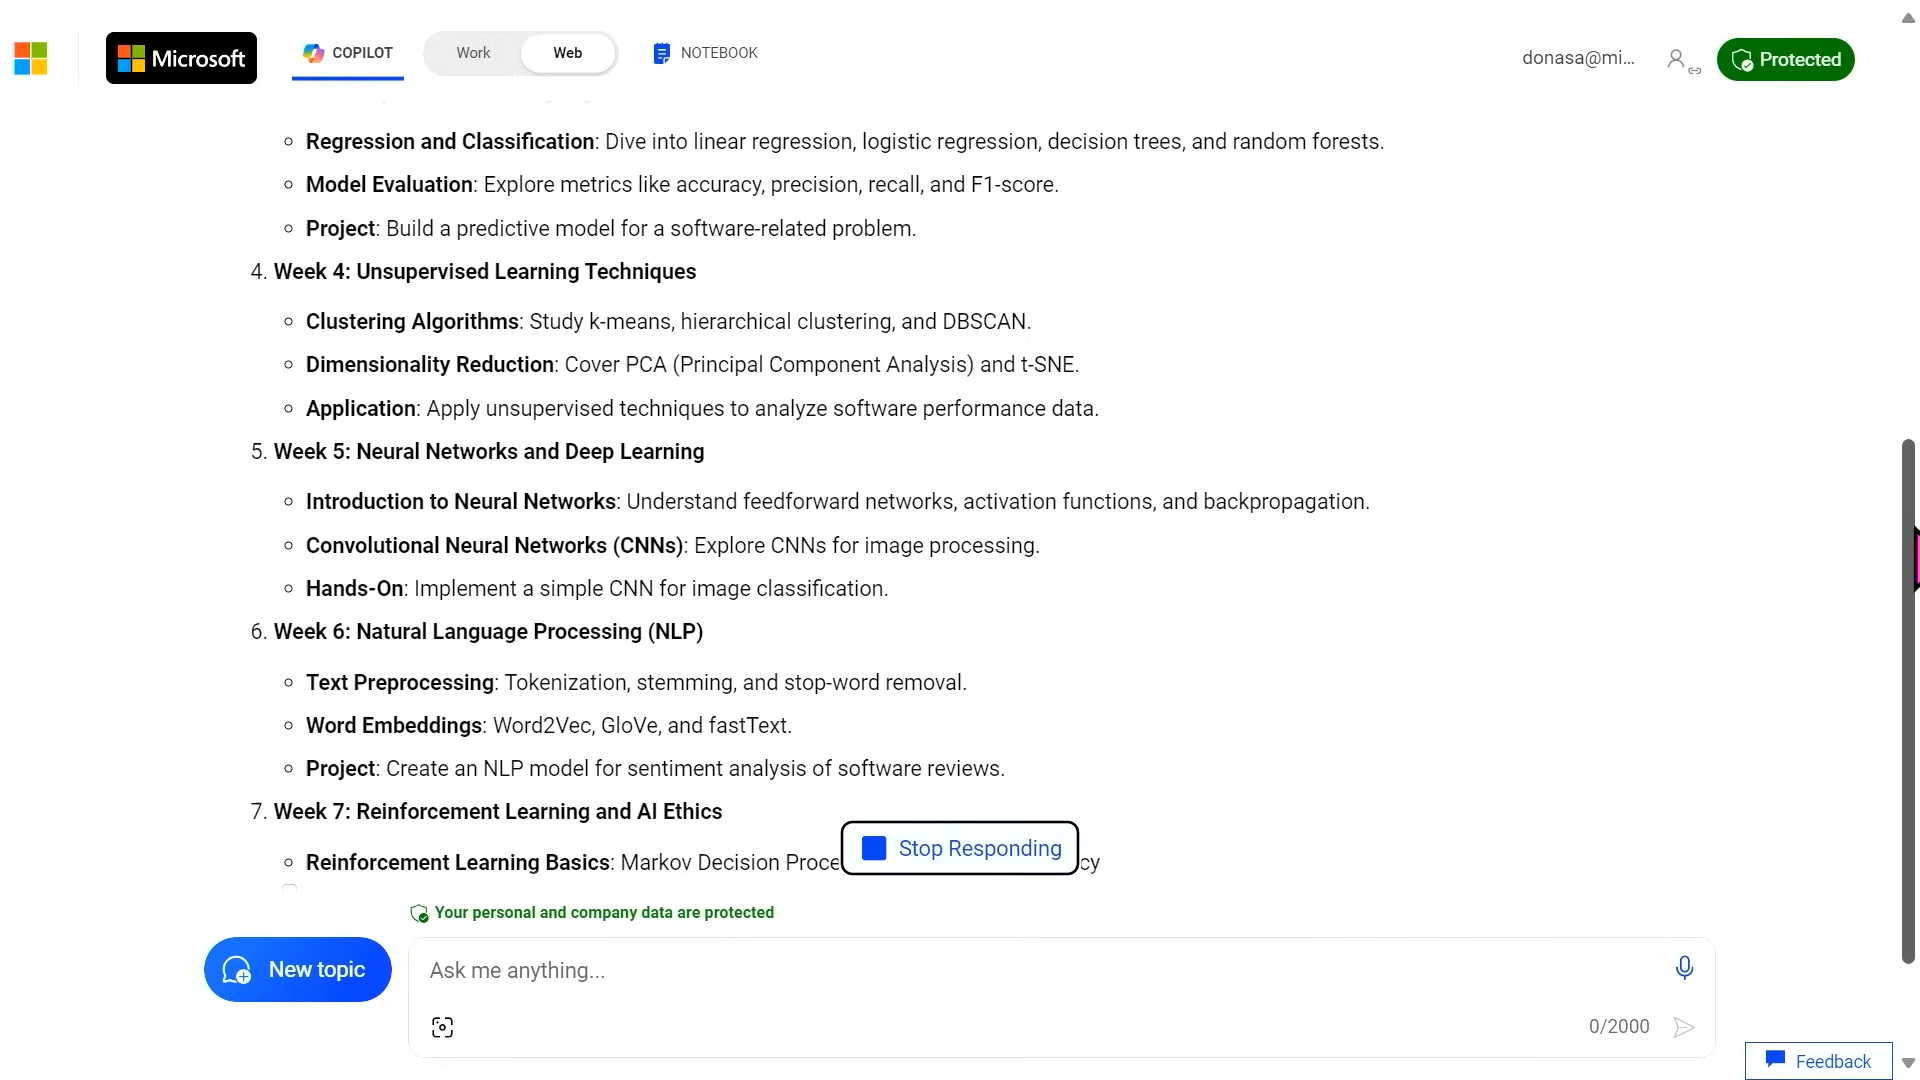 Microsoft
COPILOT
Work
Web
NOTEBOOK
donasa@mi...
Protected
Regression and Classification: Dive into linear regression, logistic regression, decision trees, and random forests.
Model Evaluation: Explore metrics like accuracy, precision, recall, and F1-score.
Project: Build a predictive model for a software-related problem.
4. Week 4: Unsupervised Learning Techniques
Clustering Algorithms: Study k-means, hierarchical clustering, and DBSCAN.
Dimensionality Reduction: Cover PCA (Principal Component Analysis) and t-SNE.
Application: Apply unsupervised techniques to analyze software performance data.
5. Week 5: Neural Networks and Deep Learning
Introduction to Neural Networks: Understand feedforward networks, activation functions, and backpropagation.
Convolutional Neural Networks (CNNs): Explore CNNs for image processing.
Hands-On: Implement a simple CNN for image classification.
6. Week 6: Natural Language Processing (NLP)
Text Preprocessing: Tokenization, stemming, and stop-word removal.
Word Embeddings: Word2Vec, GloVe, and fastText.
Project: Create an NLP model for sentiment analysis of software reviews.
7. Week 7: Reinforcement Learning and AI Ethics
Stop Responding
Reinforcement Learning Basics: Markov Decision Proce cy
Your personal and company data are protected
New topic
Ask me anything...
0/2000
Feedback